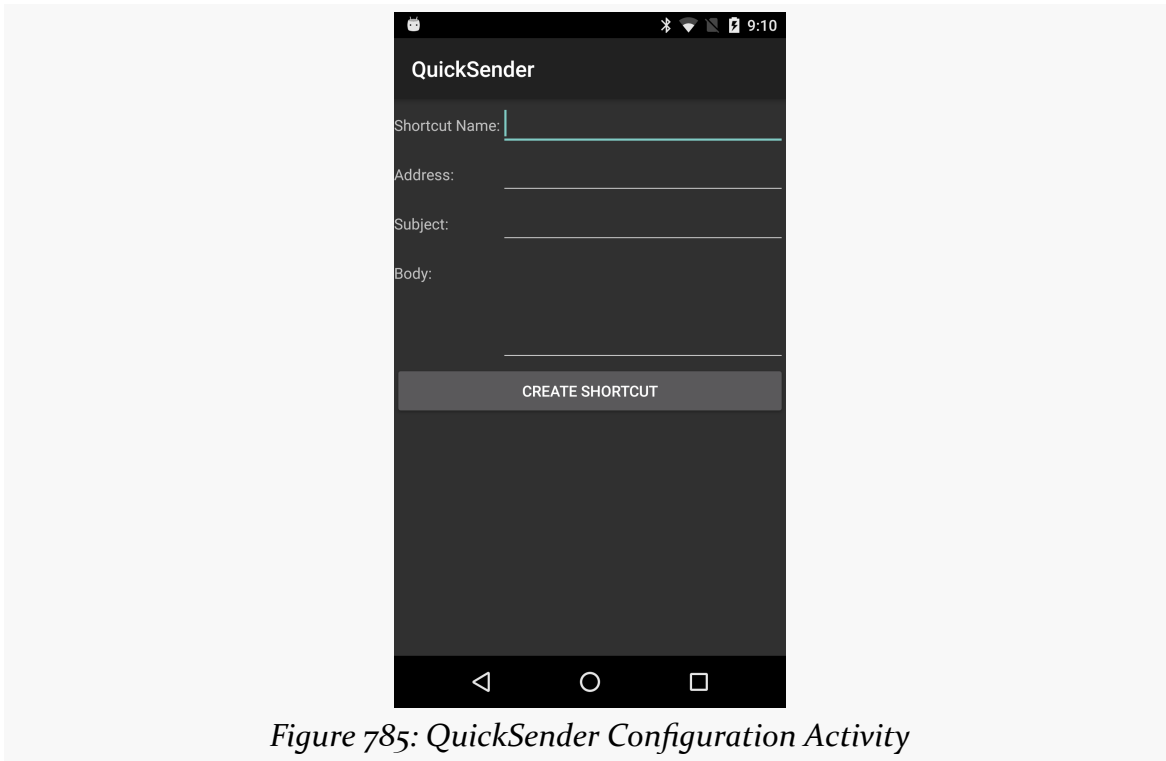 9:10
QuickSender
Shortcut Name:
Address:
Subject:
Body:
CREATE SHORTCUT
Figure 785: QuickSender Configuration Activity